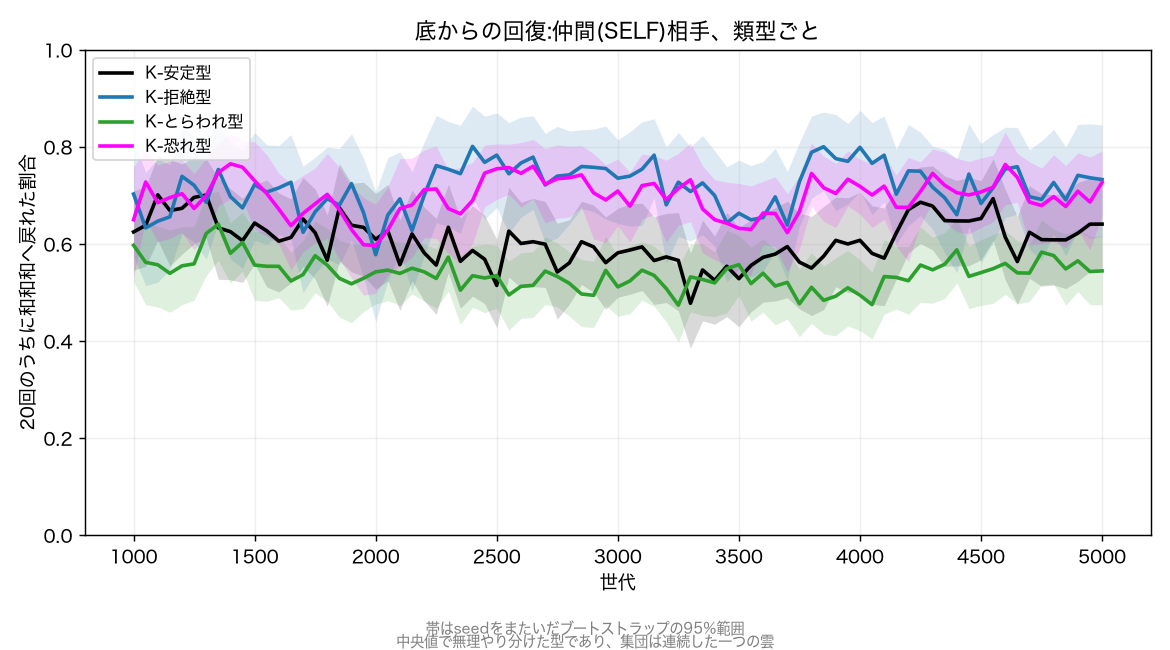 底からの回復:仲間(SELF)相手、類型ごと
1.0
0.8
0.6
0.4
0.2
0.0
20回のうちに和和和へ戻れた割合
K-安定型
K-拒絶型
K-とらわれ型
K-恐れ型
1000
1500
2000
2500
3000
3500
4000
4500
5000
世代
帯はseedをまたいだブートストラップの95%範囲
中央値で無理やり分けた型であり、集団は連続した一つの雲